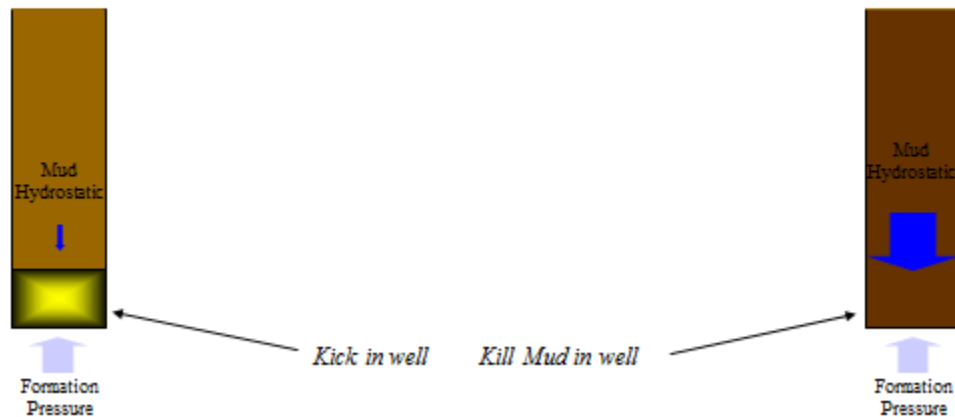 Mud
Hydrostatic
Mud
Hydrostatic
Kick in well
Kill Mud in well
Formation
Pressure
Formation
Pressure